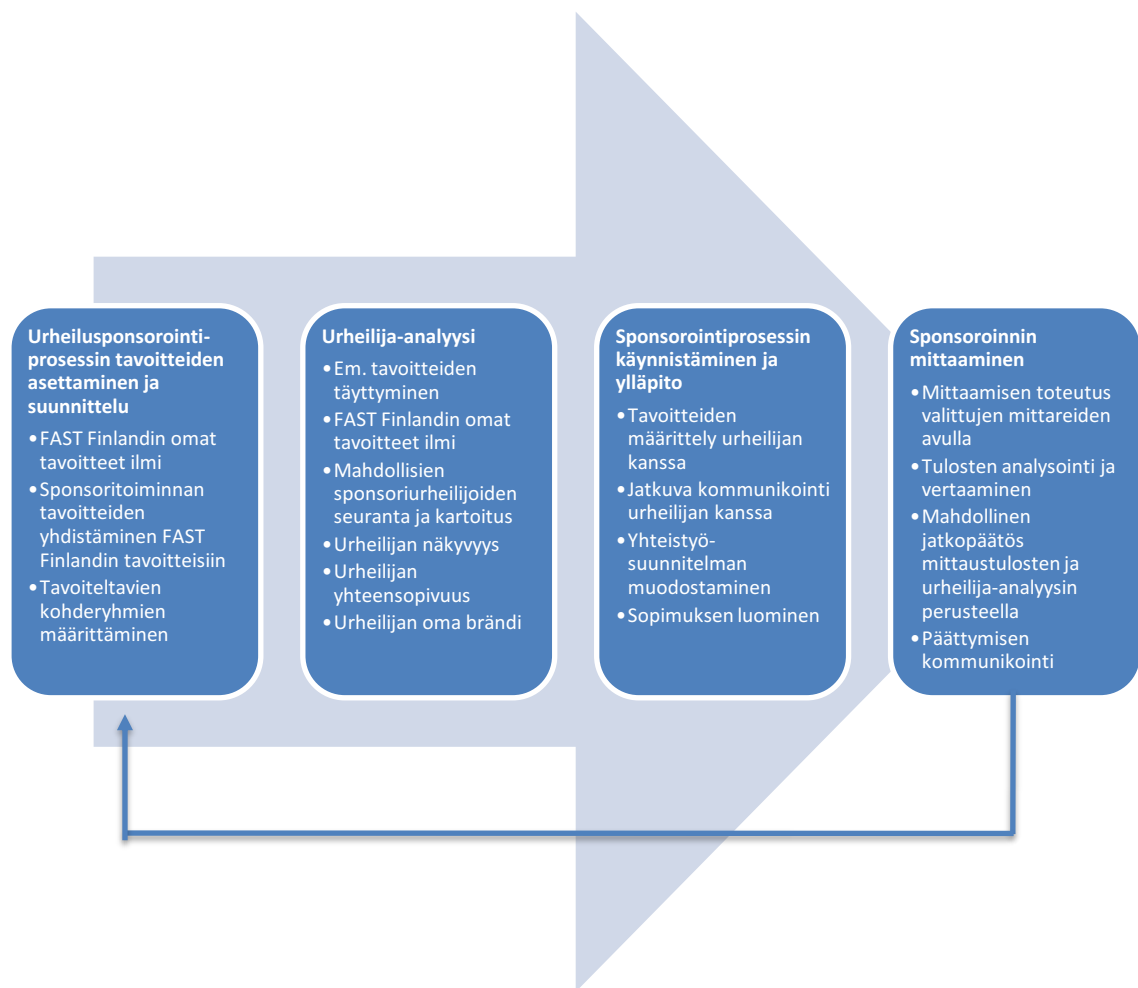 Urheilusponsorointi-
prosessin tavoitteiden
asettaminen ja
suunnittelu
•FAST Finlandin omat
tavoitteet ilmi
•Sponsoritoiminnan
tavoitteiden
yhdistäminen FAST
Finlandin tavoitteisiin
•Tavoiteltavien
kohderyhmien
määrittäminen
Urheilija-analyysi
•Em. tavoitteiden
täyttyminen
•FAST Finlandin omat
tavoitteet ilmi
•Mahdollisien
sponsoriurheilijoiden
seuranta ja kartoitus
•Urheilijan näkyvyys
•Urheilijan
yhteensopivuus
•Urheilijan oma brändi
Sponsorointiprosessin
käynnistäminen ja
ylläpito
•Tavoitteiden
määrittely urheilijan
kanssa
•Jatkuva kommunikointi
urheilijan kanssa
•Yhteistyö-
suunnitelman
muodostaminen
•Sopimuksen luominen
Sponsoroinnin
mittaaminen
•Mittaamisen toteutus
valittujen mittareiden
avulla
•Tulosten analysointi ja
vertaaminen
•Mahdollinen
jatkopäätös
mittaustulosten ja
urheilija-analyysin
perusteella
•Päättymisen
kommunikointi